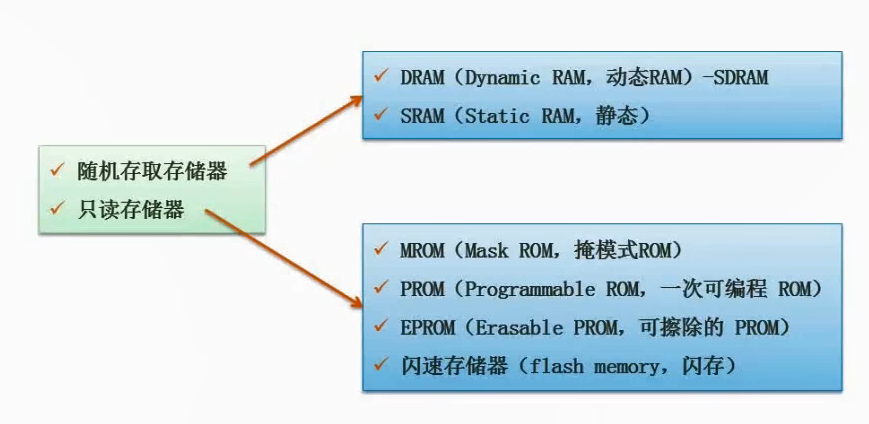 随机存取存储器
只读存储器
DRAM（Dynamic RAM，动态RAM）-SDRAM
SRAM（Static RAM，静态）
MROM（Mask ROM，掩模式ROM）
PROM（Programmable ROM，一次可编程 ROM）
EPROM（Erasable PROM，可擦除的 PROM）
闪速存储器（flash memory，闪存）